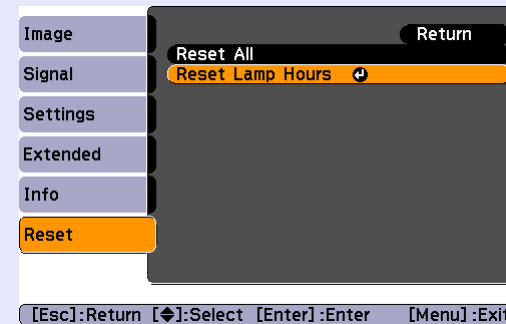 Image
Signal
Settings
Extended
Info
Reset
Return
Reset All
Reset Lamp Hours
[Esc]:Return [◆]:Select [Enter]:Enter [Menu]:Exit